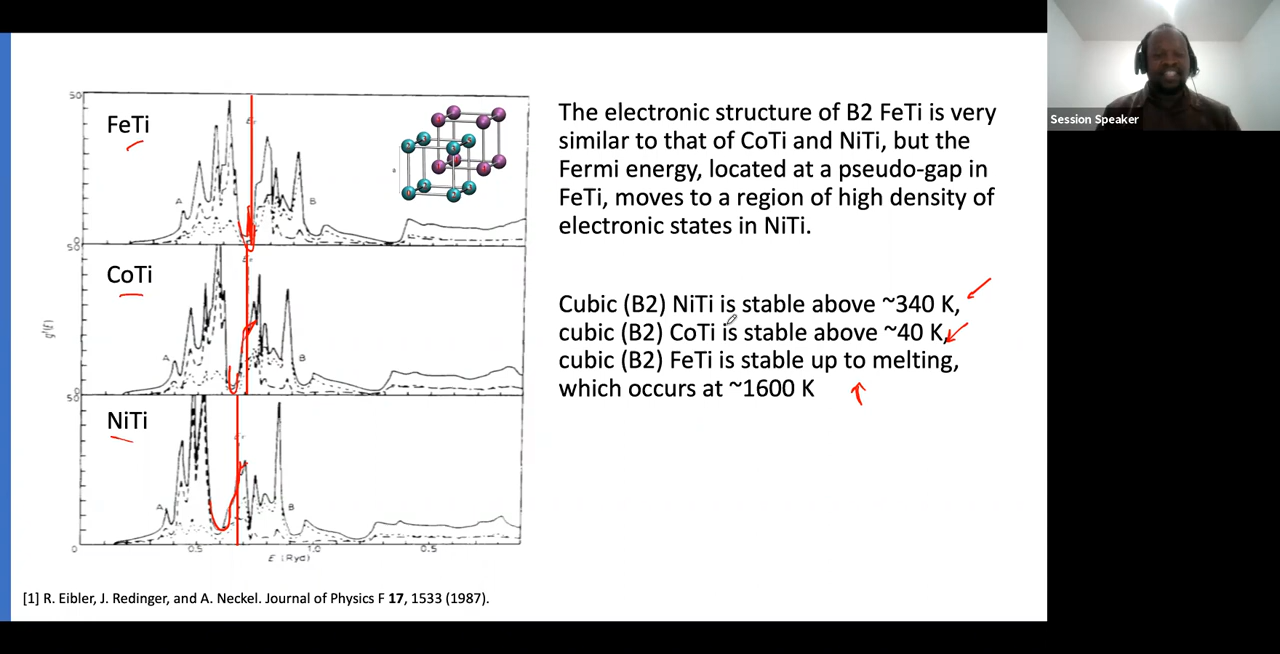 50
FeTi
A
B
0
50
CoTi
g'(E)
A
B
0
50
NiTi
A
B
0
0
0.5
1.0
0.5
E (Ryd)
The electronic structure of B2 FeTi is very
similar to that of CoTi and NiTi, but the
Fermi energy, located at a pseudo-gap in
FeTi, moves to a region of high density of
electronic states in NiTi.
Cubic (B2) NiTi is stable above ~340 K,
cubic (B2) CoTi is stable above ~40 K,
cubic (B2) FeTi is stable up to melting,
which occurs at ~1600 K
[1] R. Eibler, J. Redinger, and A. Neckel. Journal of Physics F 17, 1533 (1987).
Session Speaker